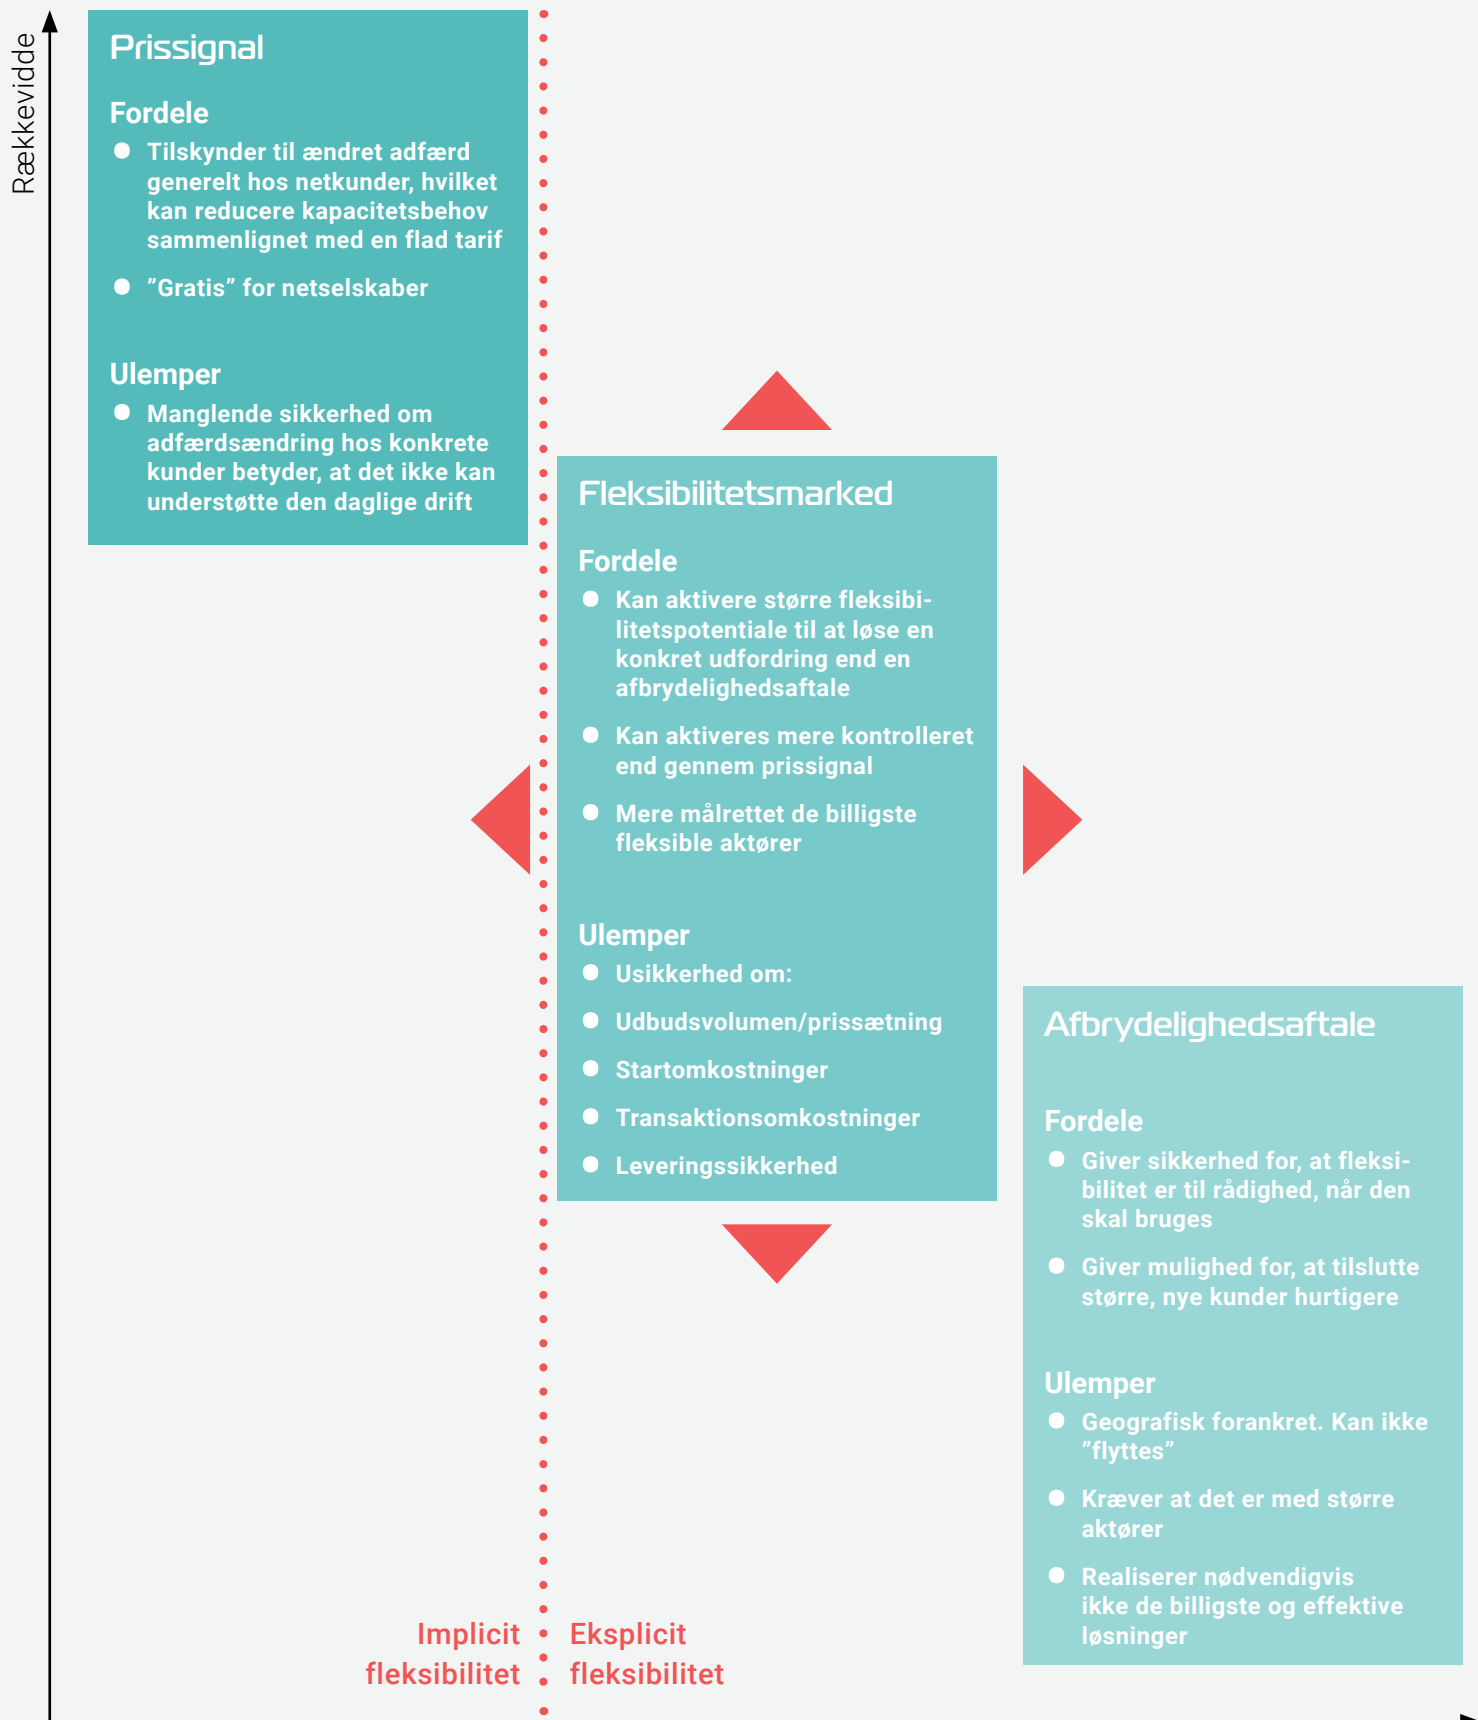 Rækkevidde
Prissignal
Fordele
Tilskynder til ændret adfærd
generelt hos netkunder, hvilket
kan reducere kapacitetsbehov
sammenlignet med en flad tarif
”Gratis” for netselskaber
Ulemper
Manglende sikkerhed om
adfærdsændring hos konkrete
kunder betyder, at det ikke kan
understøtte den daglige drift
Fleksibilitetsmarked
Fordele
Kan aktivere større fleksibi-
litetspotentiale til at løse en
konkret udfordring end en
afbrydelighedsaftale
Kan aktiveres mere kontrolleret
end gennem prissignal
Mere målrettet de billigste
fleksible aktører
Ulemper
Usikkerhed om:
Udbudsvolumen/prissætning
Startomkostninger
Transaktionsomkostninger
Leveringssikkerhed
Afbrydelighedsaftale
Fordele
Giver sikkerhed for, at fleksi-
bilitet er til rådighed, når den
skal bruges
Giver mulighed for, at tilslutte
større, nye kunder hurtigere
Ulemper
Geografisk forankret. Kan ikke
”flyttes”
Kræver at det er med større
aktører
Realiserer nødvendigvis
ikke de billigste og effektive
løsninger
Implicit
fleksibilitet
Eksplicit
fleksibilitet